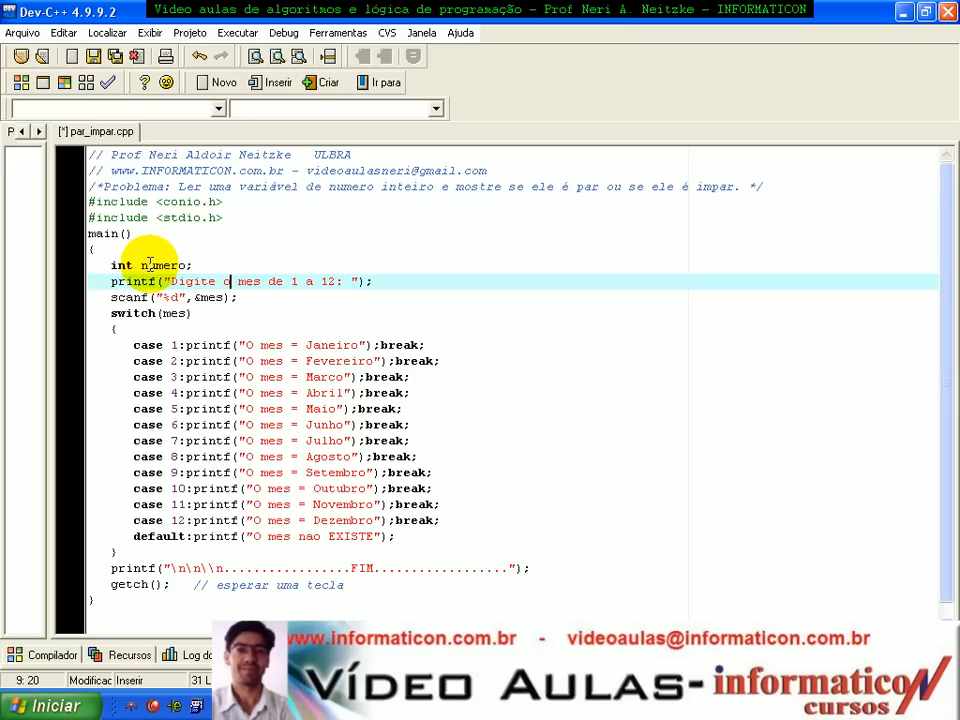 Dev-C++ 4.9.9.2
Vídeo aulas de algoritmos e lógica de programação – Prof Neri A. Neitzke – INFORMATICON
Arquivo Editar Localizar Exibir Projeto Executar Debug Ferramentas CVS Janela Ajuda
Novo Inserir Criar Ir para
P [*] par_impar.cpp
// Prof Neri Aldoir Neitzke   ULBRA
// www.INFORMATICON.com.br - videoaulasneri@gmail.com
/*Problema: Ler uma variável de numero inteiro e mostre se ele é par ou se ele é impar. */
#include <conio.h>
#include <stdio.h>
main()
{
int numero;
printf("Digite o mes de 1 a 12: ");
scanf("%d",&mes);
switch(mes)
{
case 1:printf("O mes = Janeiro");break;
case 2:printf("O mes = Fevereiro");break;
case 3:printf("O mes = Marco");break;
case 4:printf("O mes = Abril");break;
case 5:printf("O mes = Maio");break;
case 6:printf("O mes = Junho");break;
case 7:printf("O mes = Julho");break;
case 8:printf("O mes = Agosto");break;
case 9:printf("O mes = Setembro");break;
case 10:printf("O mes = Outubro");break;
case 11:printf("O mes = Novembro");break;
case 12:printf("O mes = Dezembro");break;
default:printf("O mes nao EXISTE");
}
printf("\n\n\\n.................FIM..................");
getch();   // esperar uma tecla
}
www.informaticon.com.br - videoaulas@informaticon.com.br
Compilador Recursos Log do
9: 20 Modificac Inserir 31 L
Vídeo Aulas- informaticon
cursos
Iniciar